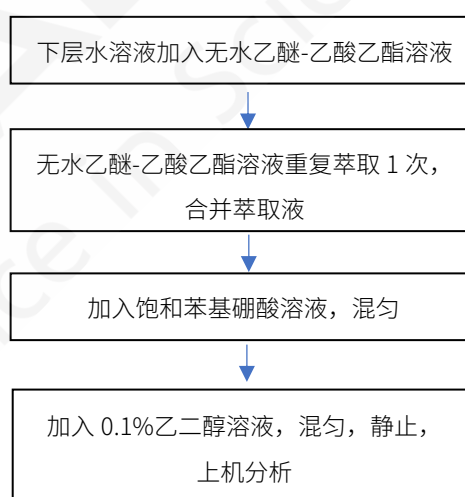 下层水溶液加入无水乙醚-乙酸乙酯溶液
无水乙醚-乙酸乙酯溶液重复萃取 1 次，
合并萃取液
加入饱和苯基硼酸溶液，混匀
加入 0.1%乙二醇溶液，混匀，静止，
上机分析